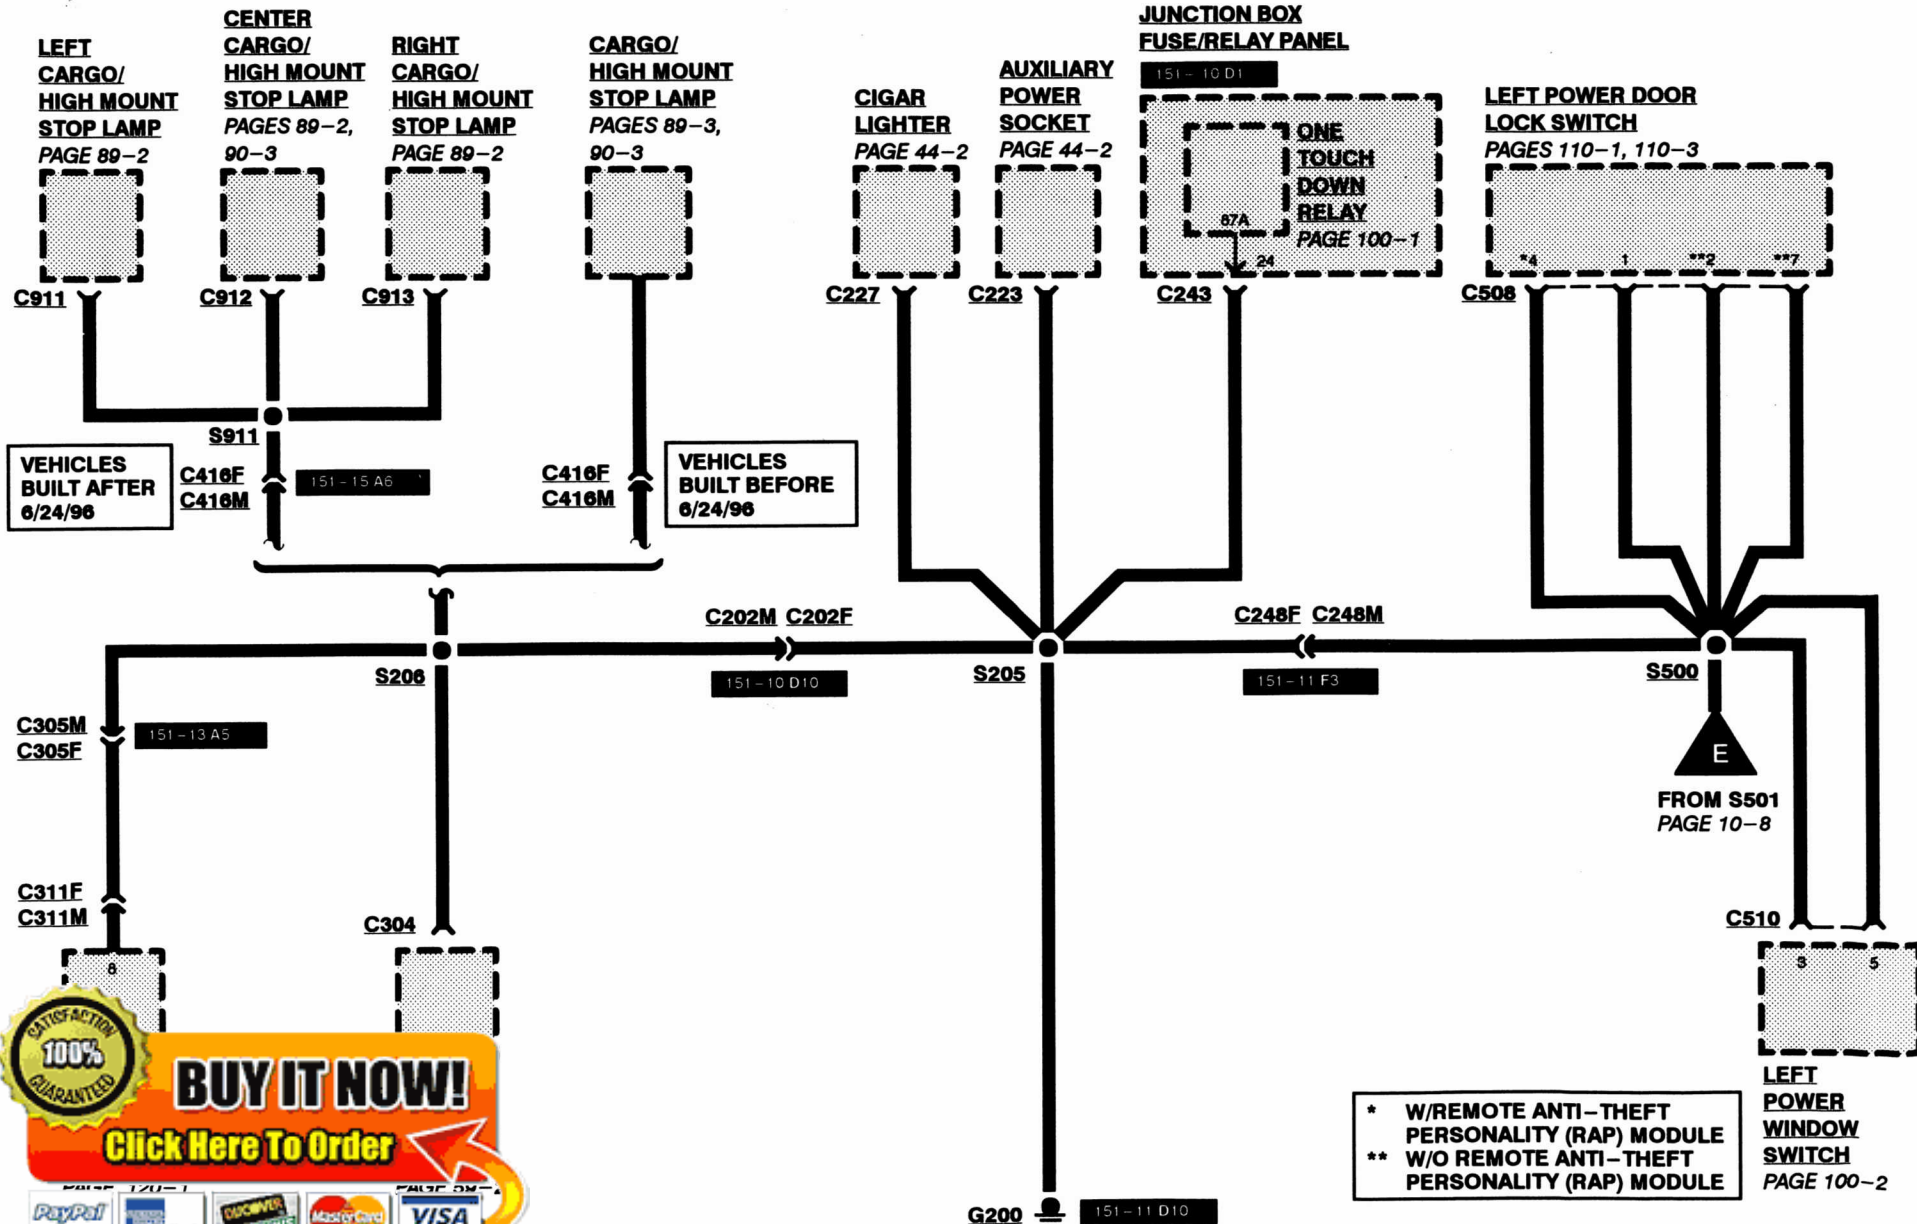 LEFT
CARGO/
HIGH MOUNT
STOP LAMP
PAGE 89-2
CENTER
CARGO/
HIGH MOUNT
STOP LAMP
PAGES 89-2,
90-3
RIGHT
CARGO/
HIGH MOUNT
STOP LAMP
PAGE 89-2
CARGO/
HIGH MOUNT
STOP LAMP
PAGES 89-3,
90-3
CIGAR
LIGHTER
PAGE 44-2
AUXILIARY
POWER
SOCKET
PAGE 44-2
JUNCTION BOX
FUSE/RELAY PANEL
151-10 D1
ONE
TOUCH
DOWN
RELAY
PAGE 100-1
87A
24
LEFT POWER DOOR
LOCK SWITCH
PAGES 110-1, 110-3
*4
1
**2
**7
C911
C912
C913
C227
C223
C243
C508
S911
VEHICLES
BUILT AFTER
6/24/96
C416F
C416M
151-15 A6
C416F
C416M
VEHICLES
BUILT BEFORE
6/24/96
C202M C202F
C248F C248M
S206
151-10 D10
S205
151-11 F3
S500
C305M
C305F
151-13 A5
E
FROM S501
PAGE 10-8
C311F
C311M
C304
C510
8
3
5
SATISFACTION
100%
GUARANTEED
BUY IT NOW!
Click Here To Order
PAGE 120-1
PAGE 59-2
PayPal
DISCOVER
MasterCard
VISA
LEFT
POWER
WINDOW
SWITCH
PAGE 100-2
* W/REMOTE ANTI-THEFT
PERSONALITY (RAP) MODULE
** W/O REMOTE ANTI-THEFT
PERSONALITY (RAP) MODULE
G200
151-11 D10